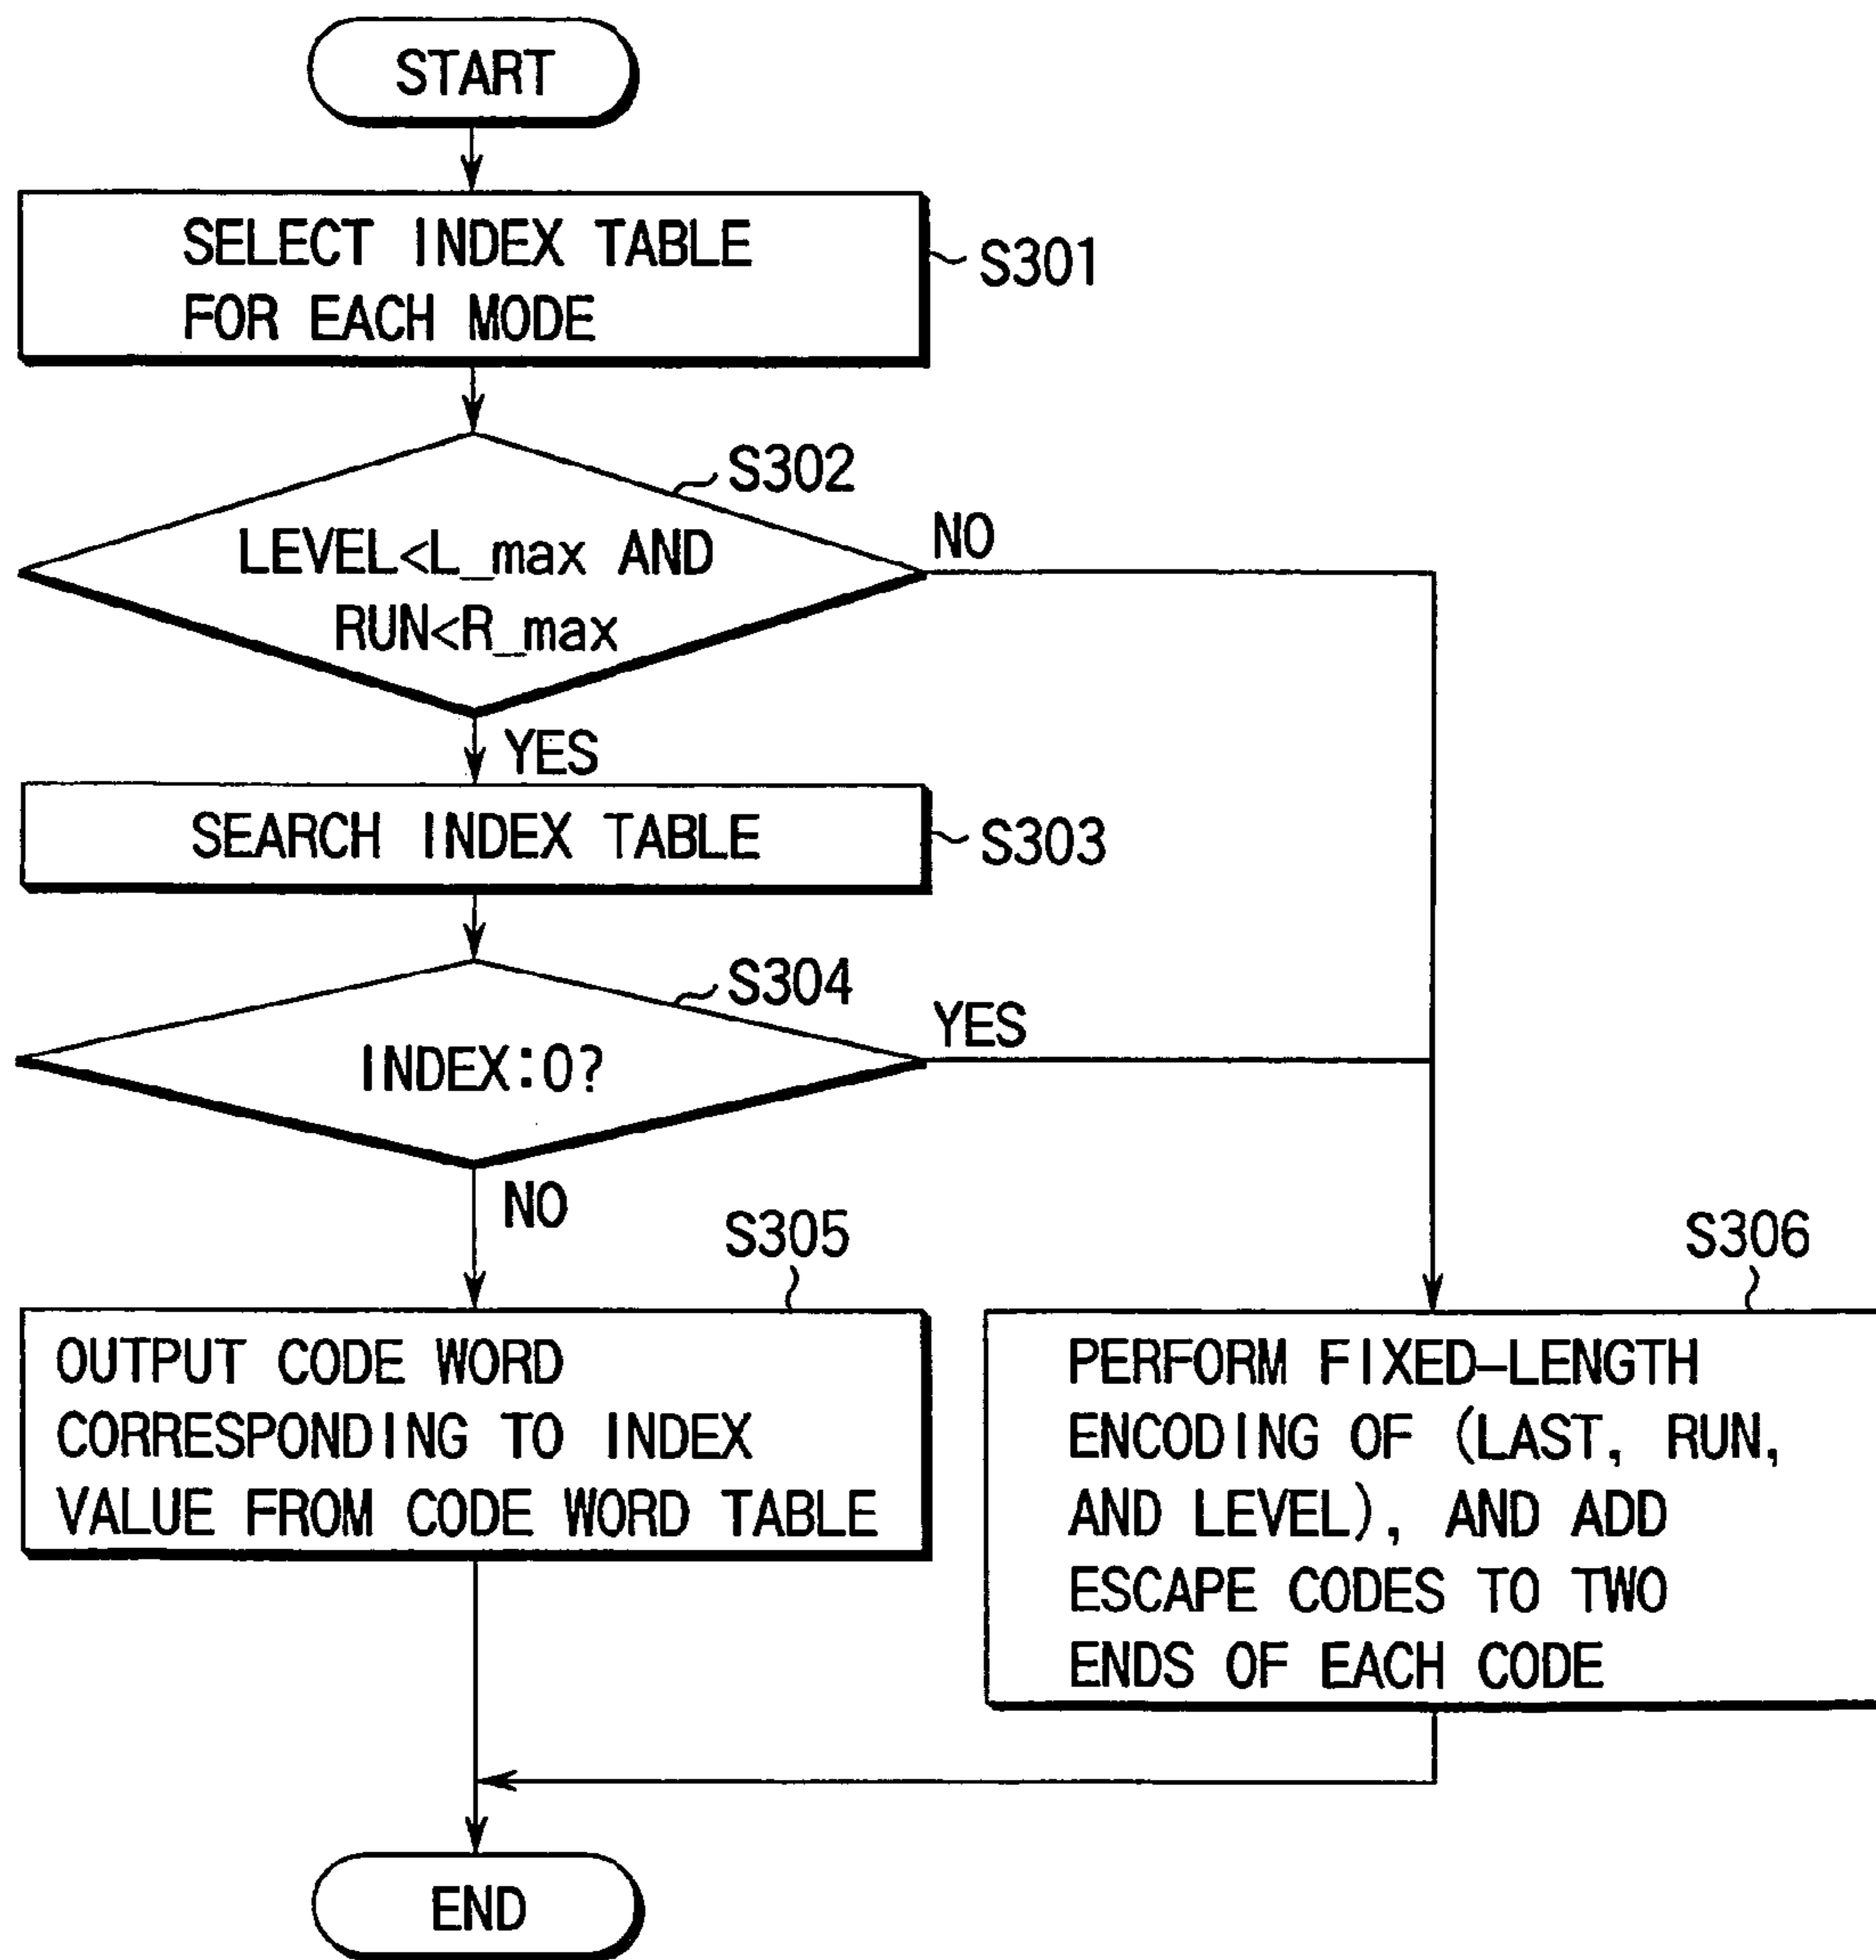 START
SELECT INDEX TABLE
FOR EACH MODE
S301
S302
LEVEL<L_max AND
RUN<R_max
NO
YES
SEARCH INDEX TABLE
S303
S304
INDEX:0?
YES
NO
S305
OUTPUT CODE WORD
CORRESPONDING TO INDEX
VALUE FROM CODE WORD TABLE
S306
PERFORM FIXED-LENGTH
ENCODING OF (LAST, RUN,
AND LEVEL), AND ADD
ESCAPE CODES TO TWO
ENDS OF EACH CODE
END